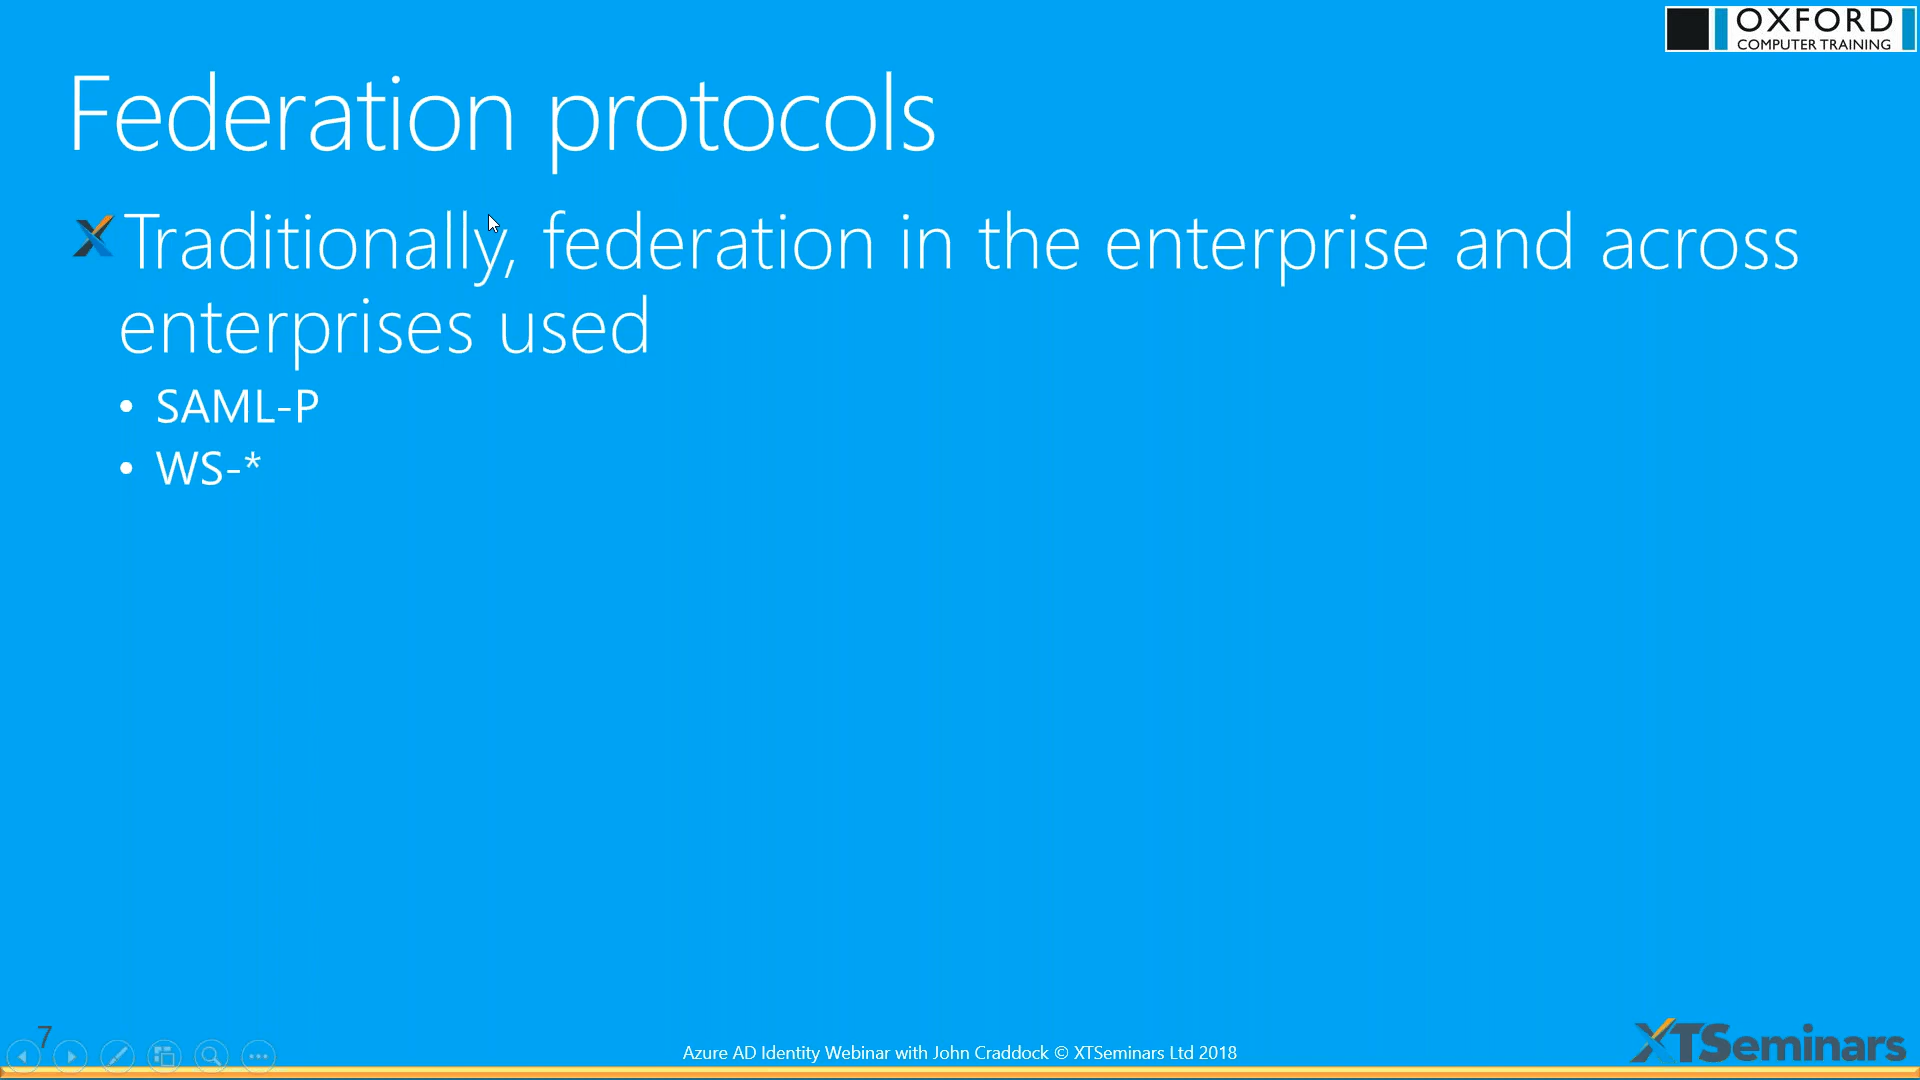 OXFORD
COMPUTER TRAINING
Federation protocols
Traditionally, federation in the enterprise and across
enterprises used
• SAML-P
• WS-*
7
Azure AD Identity Webinar with John Craddock © XTSeminars Ltd 2018
XTSeminars